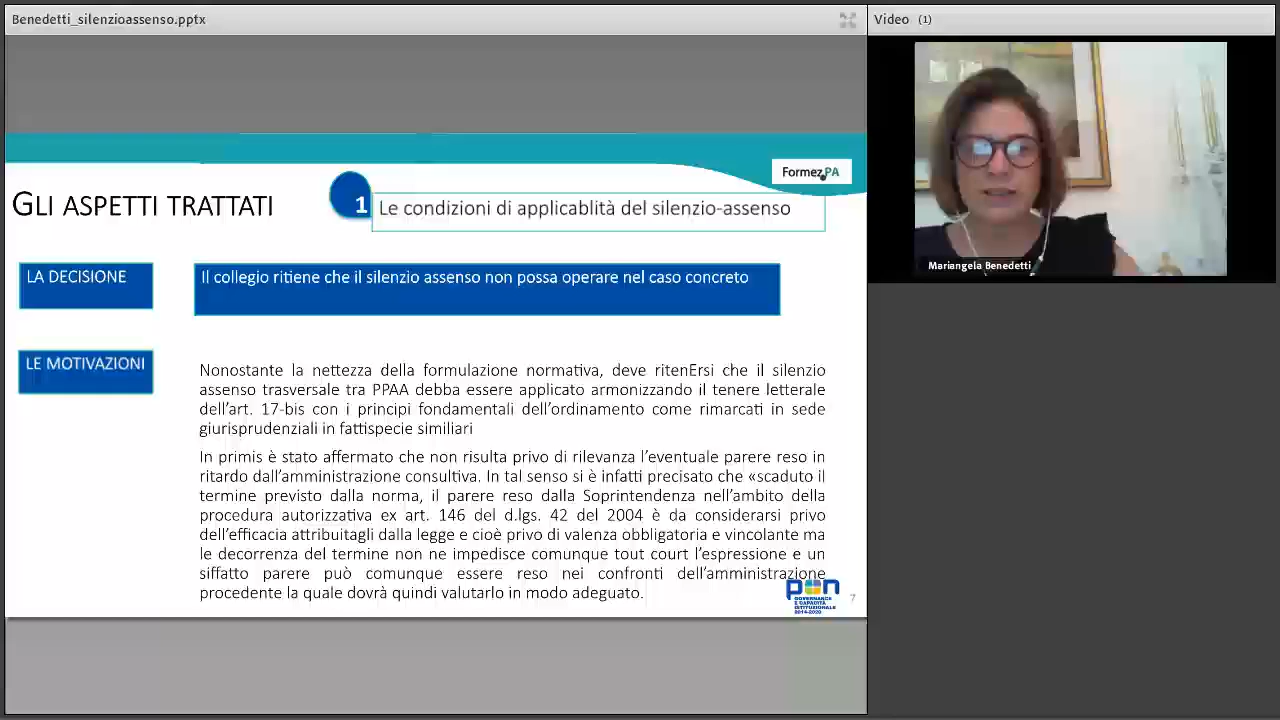 Benedetti_silenzioassenso.pptx
Video (1)
Formez PA
GLI ASPETTI TRATTATI
1
Le condizioni di applicablità del silenzio-assenso
LA DECISIONE
Il collegio ritiene che il silenzio assenso non possa operare nel caso concreto
LE MOTIVAZIONI
Nonostante la nettezza della formulazione normativa, deve ritenErsi che il silenzio
assenso trasversale tra PPAA debba essere applicato armonizzando il tenere letterale
dell'art. 17-bis con i principi fondamentali dell'ordinamento come rimarcati in sede
giurisprudenziali in fattispecie similiari
In primis è stato affermato che non risulta privo di rilevanza l'eventuale parere reso in
ritardo dall'amministrazione consultiva. In tal senso si è infatti precisato che «scaduto il
termine previsto dalla norma, il parere reso dalla Soprintendenza nell'ambito della
procedura autorizzativa ex art. 146 del d.lgs. 42 del 2004 è da considerarsi privo
dell'efficacia attribuitagli dalla legge e cioè privo di valenza obbligatoria e vincolante ma
le decorrenza del termine non ne impedisce comunque tout court l'espressione e un
siffatto parere può comunque essere reso nei confronti dell'amministrazione
procedente la quale dovrà quindi valutarlo in modo adeguato.
pon
GOVERNANCE
E CAPACITÀ
ISTITUZIONALE
2014-2020
7
Mariangela Benedetti